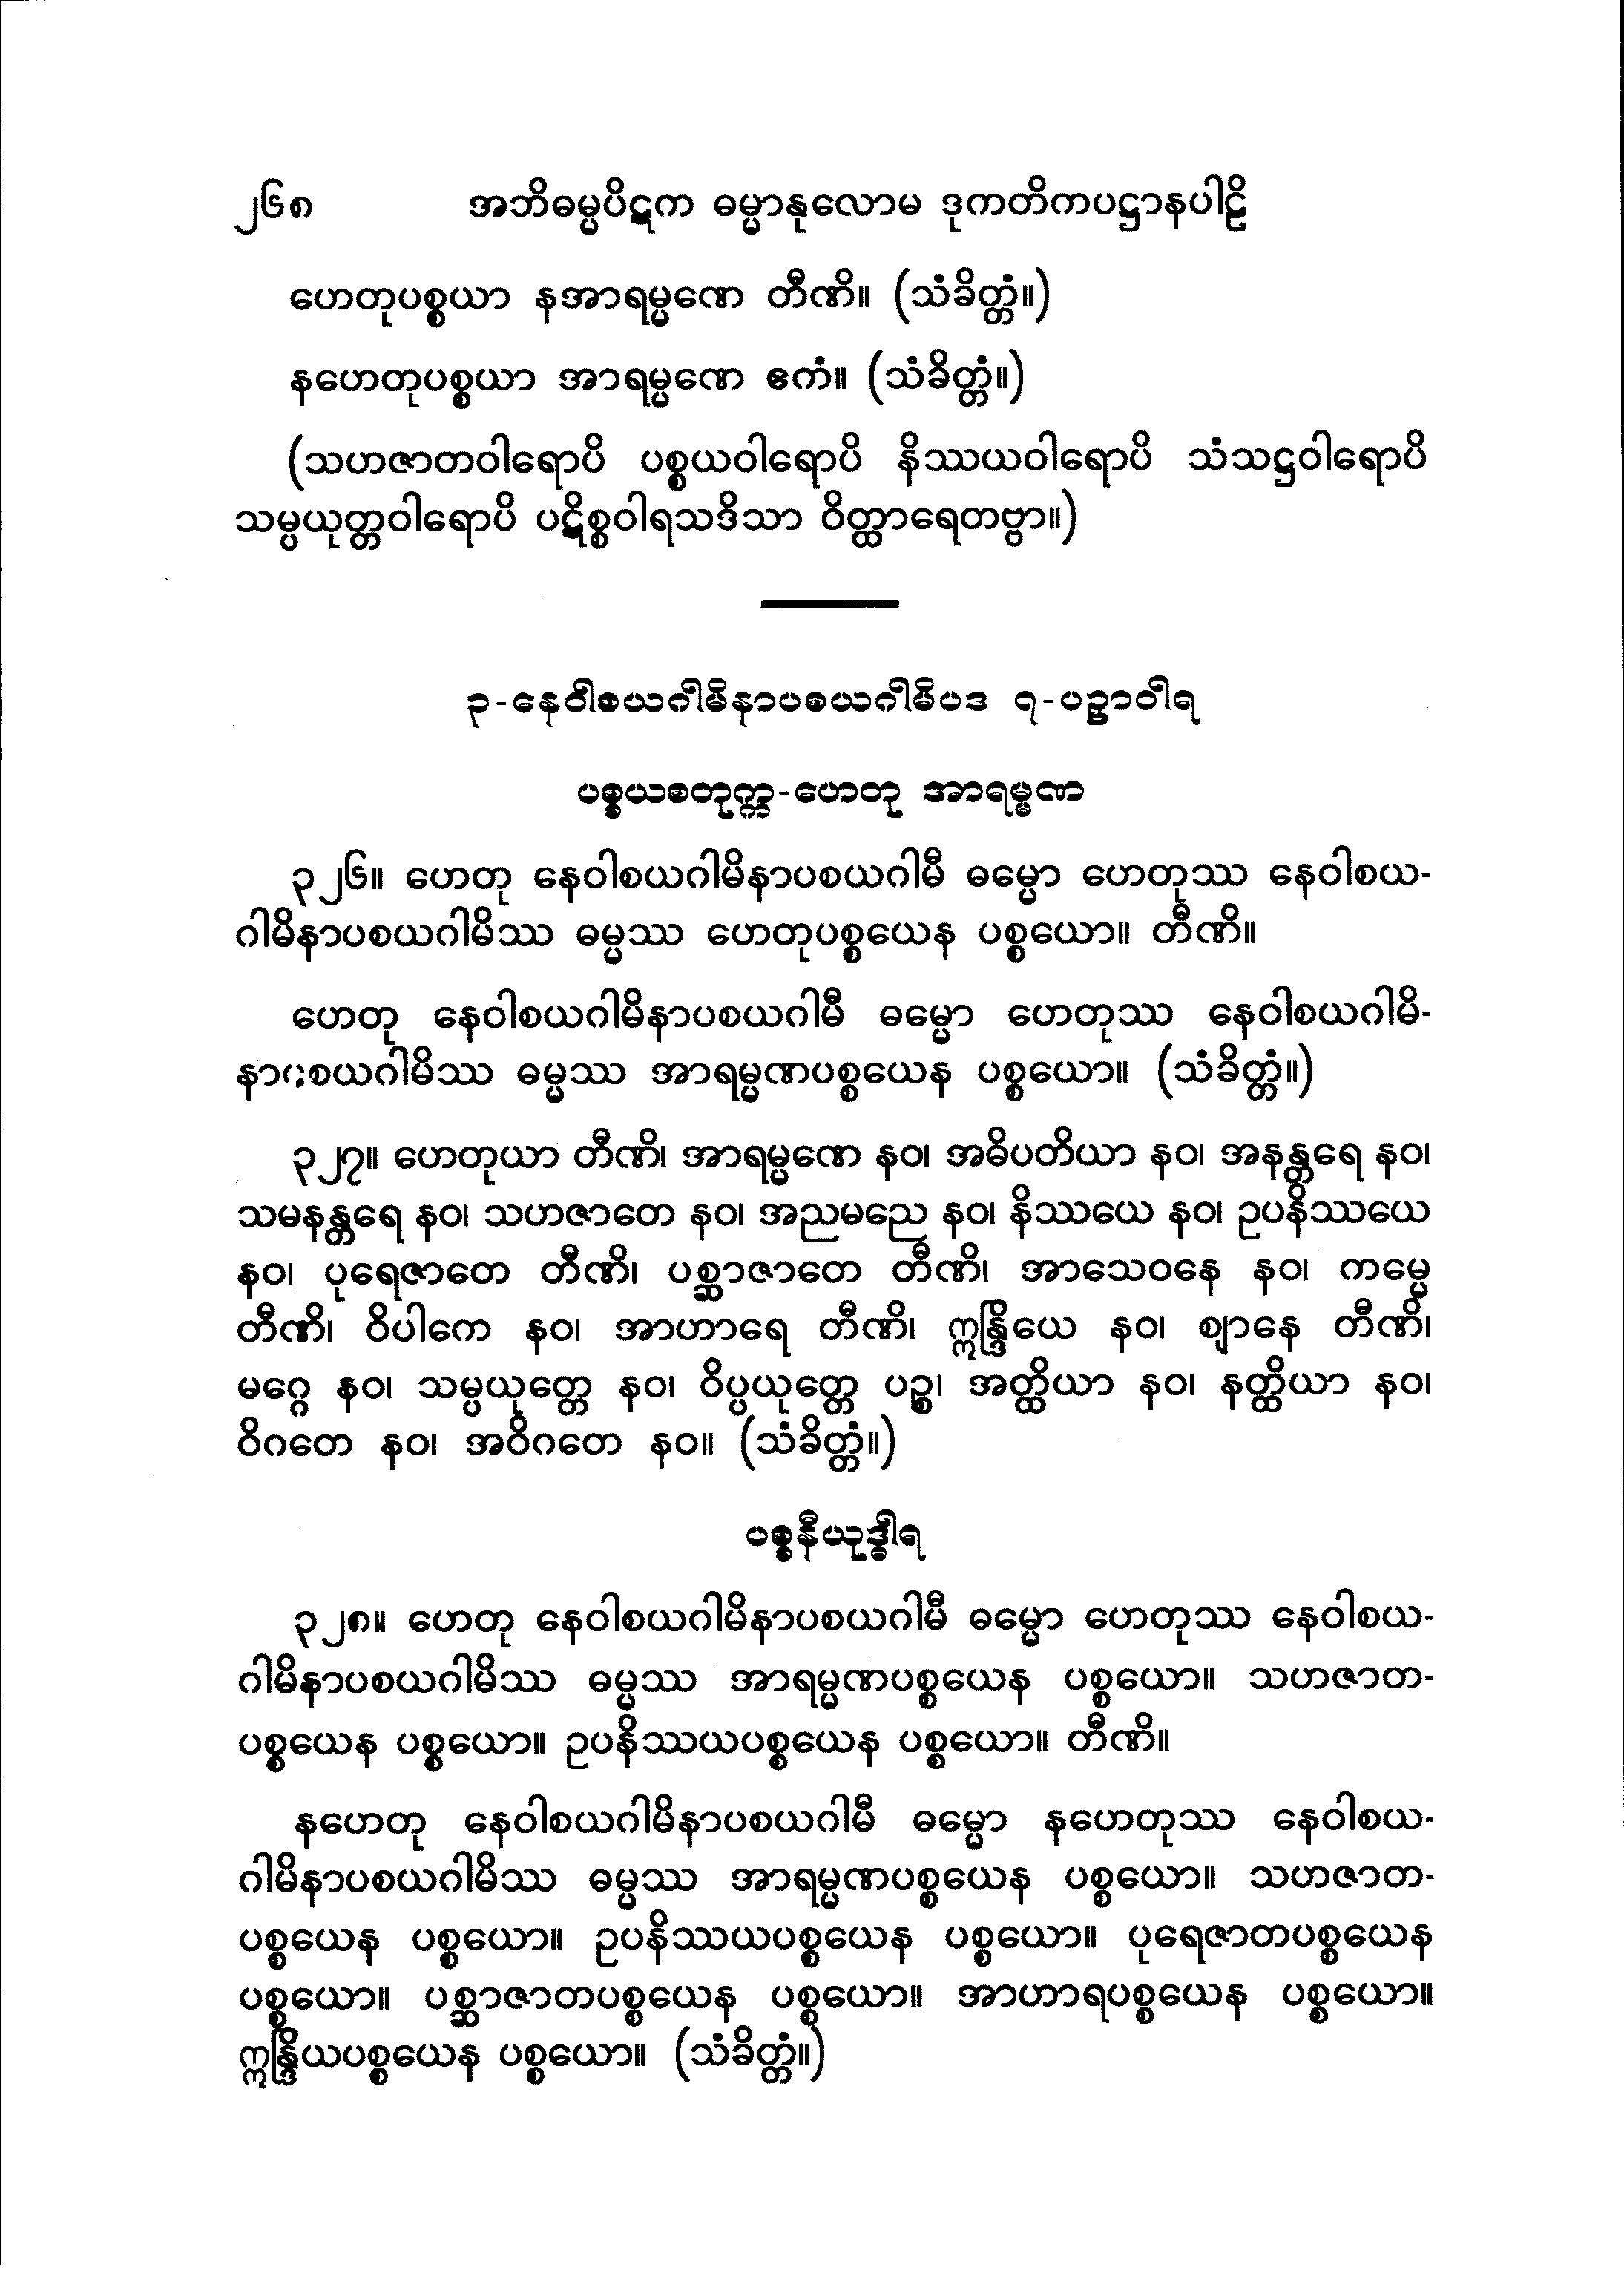 ၂၆၈ အဘိဓမ္မပိဋက ဓမ္မာနုလောမ ဒုကတိကပဋ္ဌာနပါဠိ
ဟေတုပစ္စယာ နအာရမ္မဏေ တီဏိ။ (သံခိတ္တံ။)
နဟေတုပစ္စယာ အာရမ္မဏေ ဧကံ။ (သံခိတ္တံ။)
(သဟဇာတဝါရောပိ ပစ္စယဝါရောပိ နိဿယဝါရောပိ သံသဋ္ဌဝါရောပိ
သမ္ပယုတ္တဝါရောပိ ပဋိစ္စဝါရသဒိသာ ဝိတ္ထာရေတဗ္ဗာ။)
၃-နေဝါစယဂါမိနာပစယဂါမိပဒ ၇-ပဉှာဝါရ
ပစ္စယစတုက္က-ဟေတု အာရမ္မဏ
၃၂၆။ ဟေတု နေဝါစယဂါမိနာပစယဂါမီ ဓမ္မော ဟေတုဿ နေဝါစယ-
ဂါမိနာပစယဂါမိဿ ဓမ္မဿ ဟေတုပစ္စယေန ပစ္စယော။ တီဏိ။
ဟေတု နေဝါစယဂါမိနာပစယဂါမီ ဓမ္မော ဟေတုဿ နေဝါစယဂါမိ-
နာပစယဂါမိဿ ဓမ္မဿ အာရမ္မဏပစ္စယေန ပစ္စယော။ (သံခိတ္တံ။)
၃၂၇။ ဟေတုယာ တီဏိ၊ အာရမ္မဏေ နဝ၊ အဓိပတိယာ နဝ၊ အနန္တရေ နဝ၊
သမနန္တရေ နဝ၊ သဟဇာတေ နဝ၊ အညမညေ နဝ၊ နိဿယေ နဝ၊ ဥပနိဿယေ
နဝ၊ ပုရေဇာတေ တီဏိ၊ ပစ္ဆာဇာတေ တီဏိ၊ အာသေဝနေ နဝ၊ ကမ္မေ
တီဏိ၊ ဝိပါကေ နဝ၊ အာဟာရေ တီဏိ၊ ဣန္ဒြိယေ နဝ၊ ဈာနေ တီဏိ၊
မဂ္ဂေ နဝ၊ သမ္ပယုတ္တေ နဝ၊ ဝိပ္ပယုတ္တေ ပဉ္စ၊ အတ္ထိယာ နဝ၊ နတ္ထိယာ နဝ၊
ဝိဂတေ နဝ၊ အဝိဂတေ နဝ။ (သံခိတ္တံ။)
ပစ္စနီယုဒ္ဓါရ
၃၂၈။ ဟေတု နေဝါစယဂါမိနာပစယဂါမီ ဓမ္မော ဟေတုဿ နေဝါစယ-
ဂါမိနာပစယဂါမိဿ ဓမ္မဿ အာရမ္မဏပစ္စယေန ပစ္စယော။ သဟဇာတ-
ပစ္စယေန ပစ္စယော။ ဥပနိဿယပစ္စယေန ပစ္စယော။ တီဏိ။
နဟေတု နေဝါစယဂါမိနာပစယဂါမီ ဓမ္မော နဟေတုဿ နေဝါစယ-
ဂါမိနာပစယဂါမိဿ ဓမ္မဿ အာရမ္မဏပစ္စယေန ပစ္စယော။ သဟဇာတ-
ပစ္စယေန ပစ္စယော။ ဥပနိဿယပစ္စယေန ပစ္စယော။ ပုရေဇာတပစ္စယေန
ပစ္စယော။ ပစ္ဆာဇာတပစ္စယေန ပစ္စယော။ အာဟာရပစ္စယေန ပစ္စယော။
ဣန္ဒြိယပစ္စယေန ပစ္စယော။ (သံခိတ္တံ။)